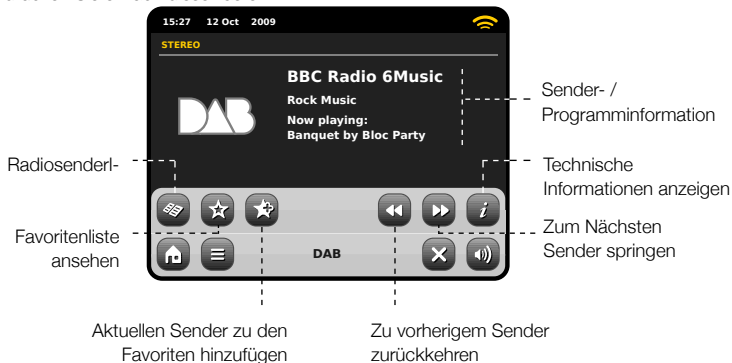 15:27 12 Oct 2009
STEREO
BBC Radio 6Music
Rock Music
Now playing:
Banquet by Bloc Party
DAB
Sender- /
Programminformation
Radiosenderl-
Technische
Informationen anzeigen
Favoritenliste
ansehen
Zum Nächsten
Sender springen
DAB
Aktuellen Sender zu den
Favoriten hinzufügen
Zu vorherigem Sender
zurückkehren